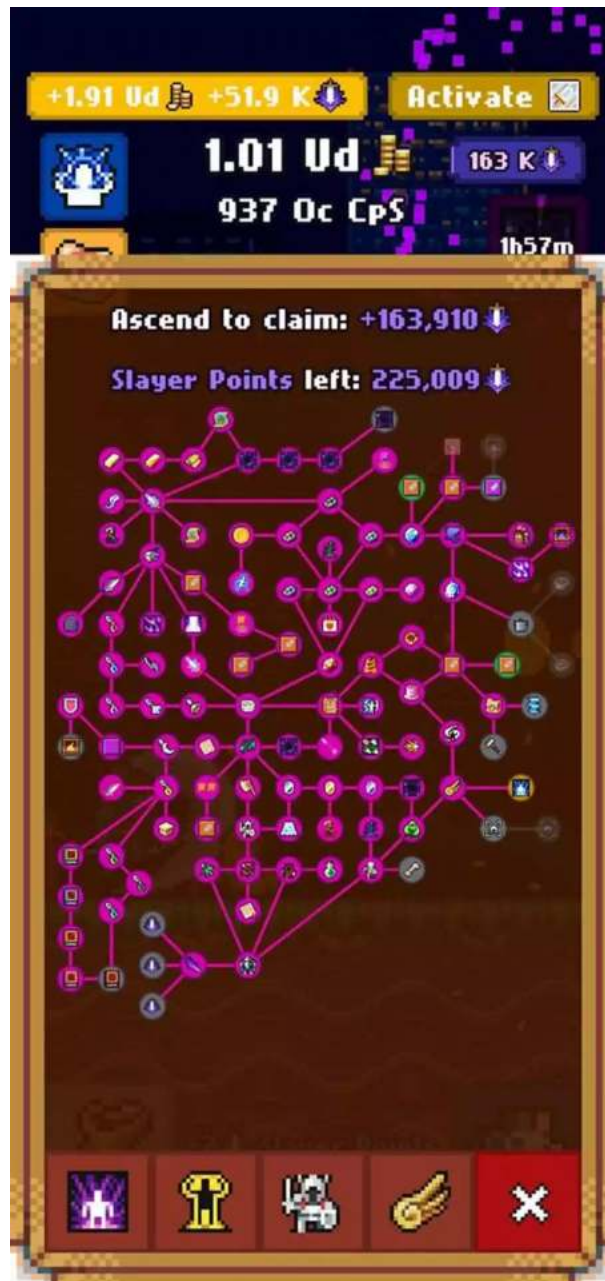 +1.91 Ud +51.9 K
Activate
1.01 Ud
163 K
937 Oc CpS
1h57m
Ascend to claim: +163,910
Slayer Points left: 225,009